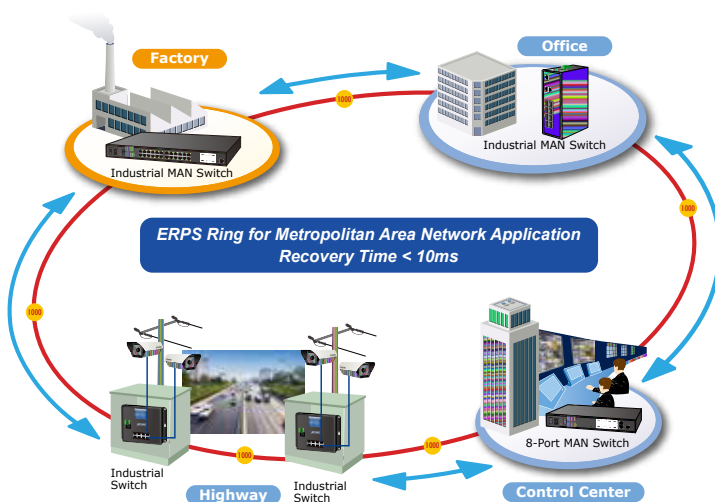 Factory
Office
1000
Industrial MAN Switch
Industrial MAN Switch
1000
ERPS Ring for Metropolitan Area Network Application
Recovery Time < 10ms
1000
1000
1000
8-Port MAN Switch
Industrial
Switch
Industrial
Switch
Highway
Control Center